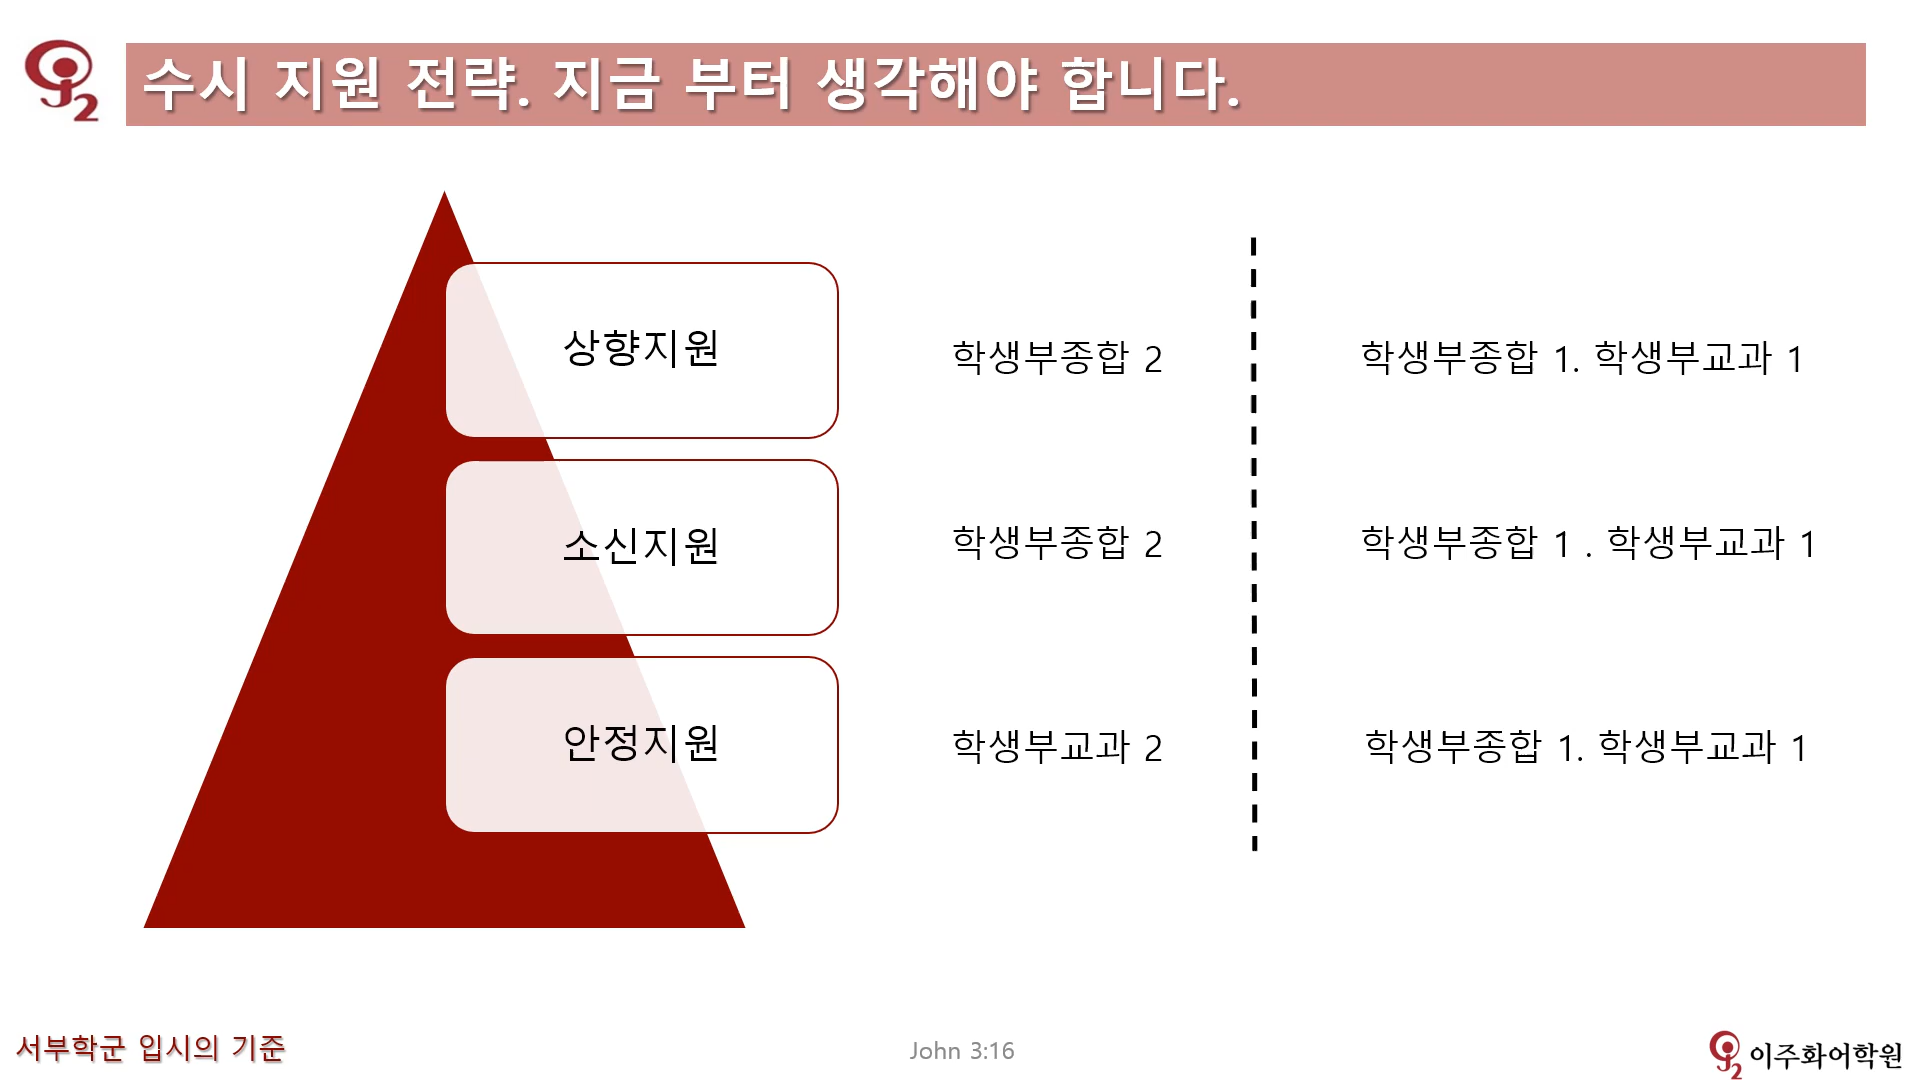 수시 지원 전략. 지금 부터 생각해야 합니다.
상향지원
학생부종합 2
학생부종합 1. 학생부교과 1
소신지원
학생부종합 2
학생부종합 1 . 학생부교과 1
안정지원
학생부교과 2
학생부종합 1. 학생부교과 1
서부학군 입시의 기준
John 3:16
이주화어학원